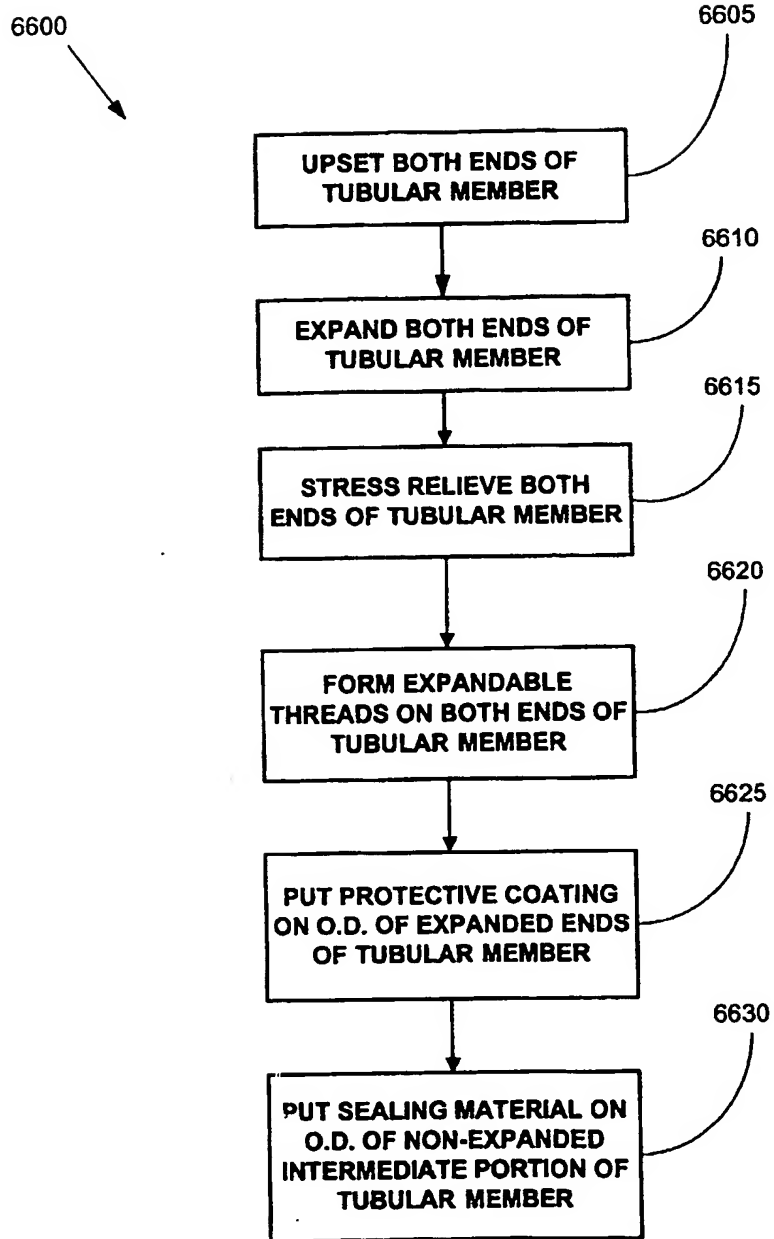 6600
6605
UPSET BOTH ENDS OF
TUBULAR MEMBER
6610
EXPAND BOTH ENDS OF
TUBULAR MEMBER
6615
STRESS RELIEVE BOTH
ENDS OF TUBULAR MEMBER
6620
FORM EXPANDABLE
THREADS ON BOTH ENDS OF
TUBULAR MEMBER
6625
PUT PROTECTIVE COATING
ON O.D. OF EXPANDED ENDS
OF TUBULAR MEMBER
6630
PUT SEALING MATERIAL ON
O.D. OF NON-EXPANDED
INTERMEDIATE PORTION OF
TUBULAR MEMBER